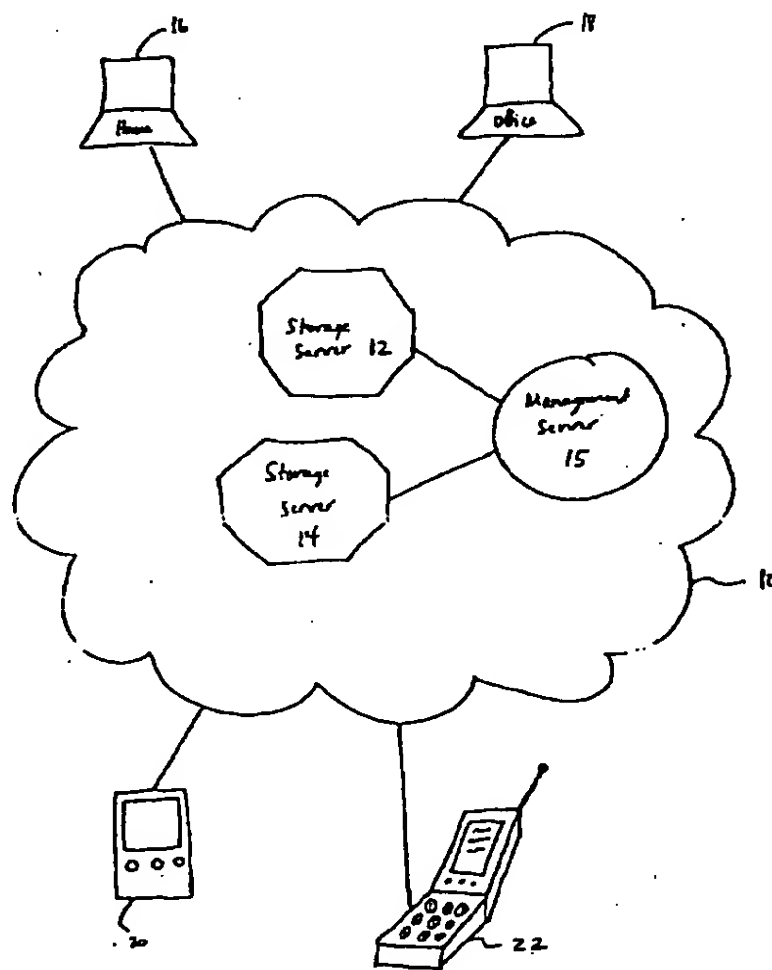 16
18
Home
Office
Storage
Server 12
Management
Server
15
Storage
Server
14
10
20
22